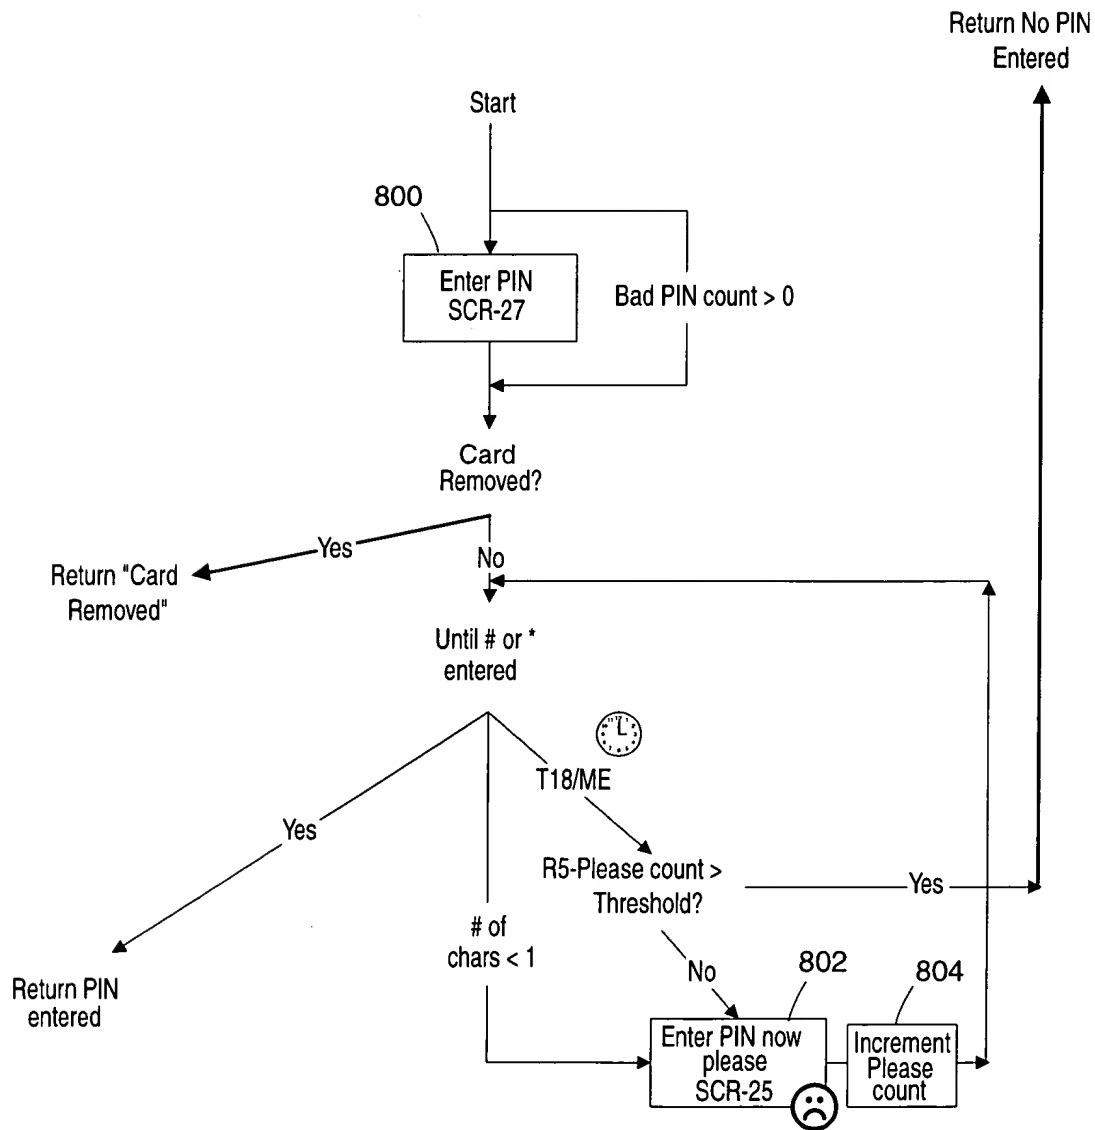 Return No PIN
Entered
Start
800
Enter PIN
SCR-27
Bad PIN count > 0
Card
Removed?
Yes
No
Return "Card
Removed"
Until # or *
entered
T18/ME
Yes
R5-Please count >
Threshold?
Yes
# of
chars < 1
No
802
804
Return PIN
entered
Enter PIN now
please
SCR-25
Increment
Please
count